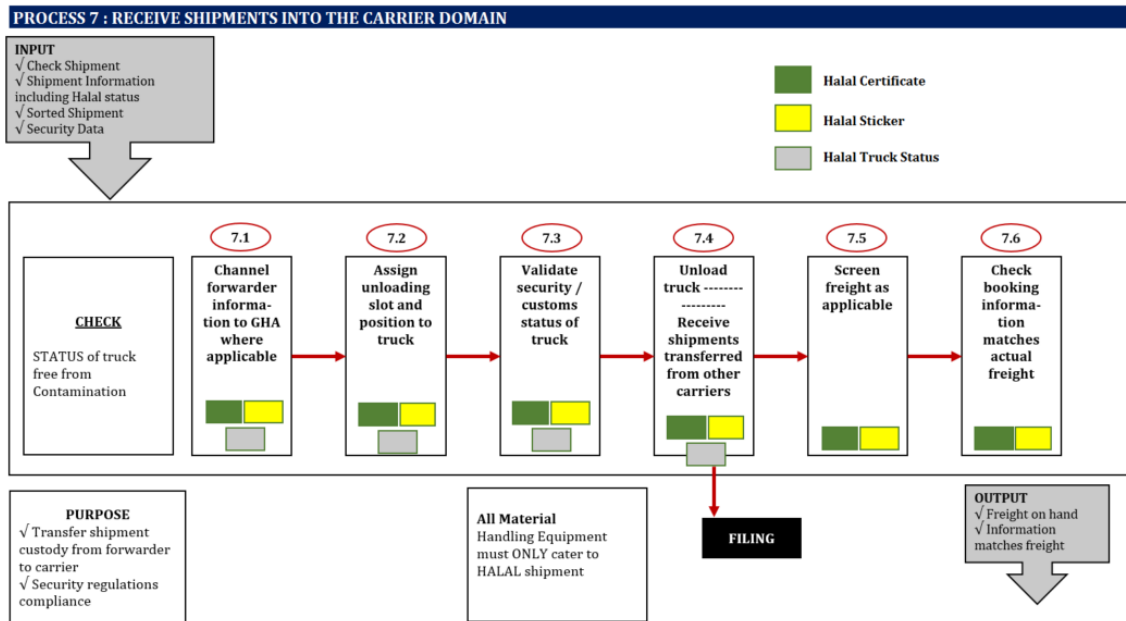 PROCESS 7 : RECEIVE SHIPMENTS INTO THE CARRIER DOMAIN
INPUT
√ Check Shipment
√ Shipment Information
including Halal status
√ Sorted Shipment
√ Security Data
Halal Certificate
Halal Sticker
Halal Truck Status
CHECK
STATUS of truck
free from
Contamination
7.1
Channel
forwarder
informa-
tion to GHA
where
applicable
7.2
Assign
unloading
slot and
position to
truck
7.3
Validate
security /
customs
status of
truck
7.4
Unload
truck --------
---------
Receive
shipments
transferred
from other
carriers
7.5
Screen
freight as
applicable
7.6
Check
booking
informa-
tion
matches
actual
freight
PURPOSE
√ Transfer shipment
custody from forwarder
to carrier
√ Security regulations
compliance
All Material
Handling Equipment
must ONLY cater to
HALAL shipment
FILING
OUTPUT
√ Freight on hand
√ Information
matches freight